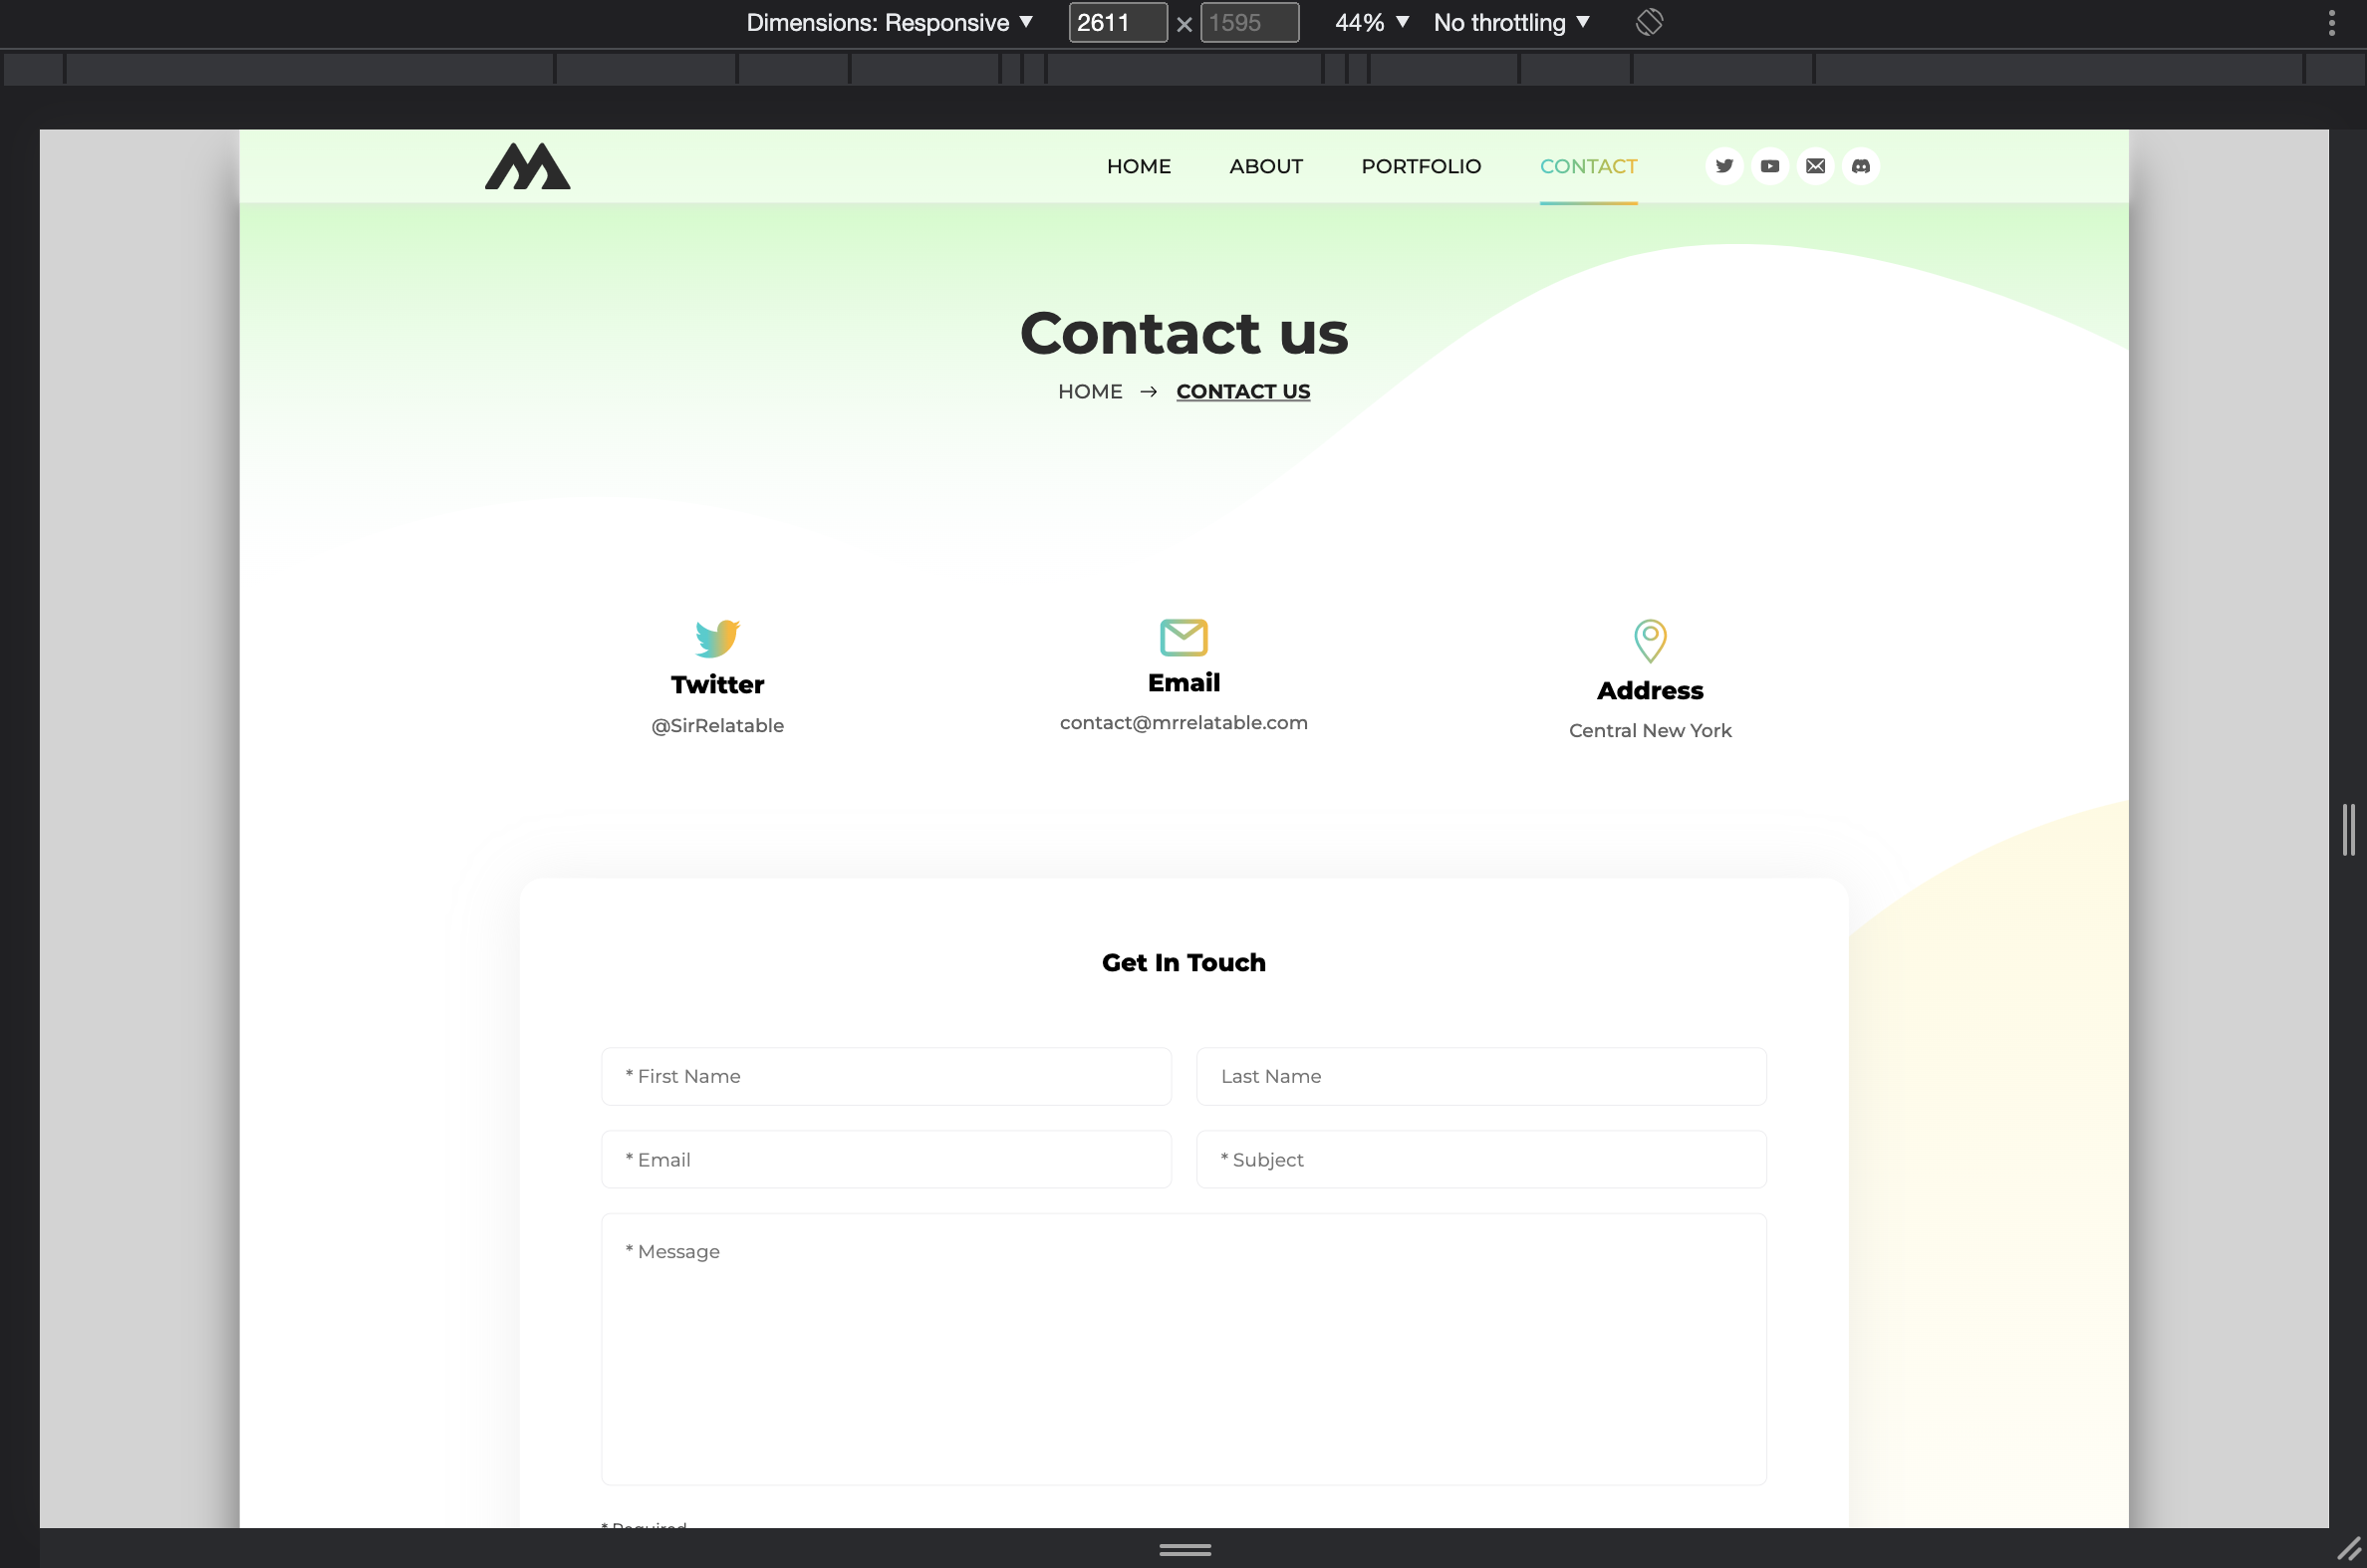 Dimensions: Responsive ▼ 2611 × 1595 44% ▼ No throttling ▼
HOME ABOUT PORTFOLIO CONTACT
Contact us
HOME → CONTACT US
Twitter
@SirRelatable
Email
contact@mrrelatable.com
Address
Central New York
Get In Touch
* First Name Last Name
* Email * Subject
* Message
* Required